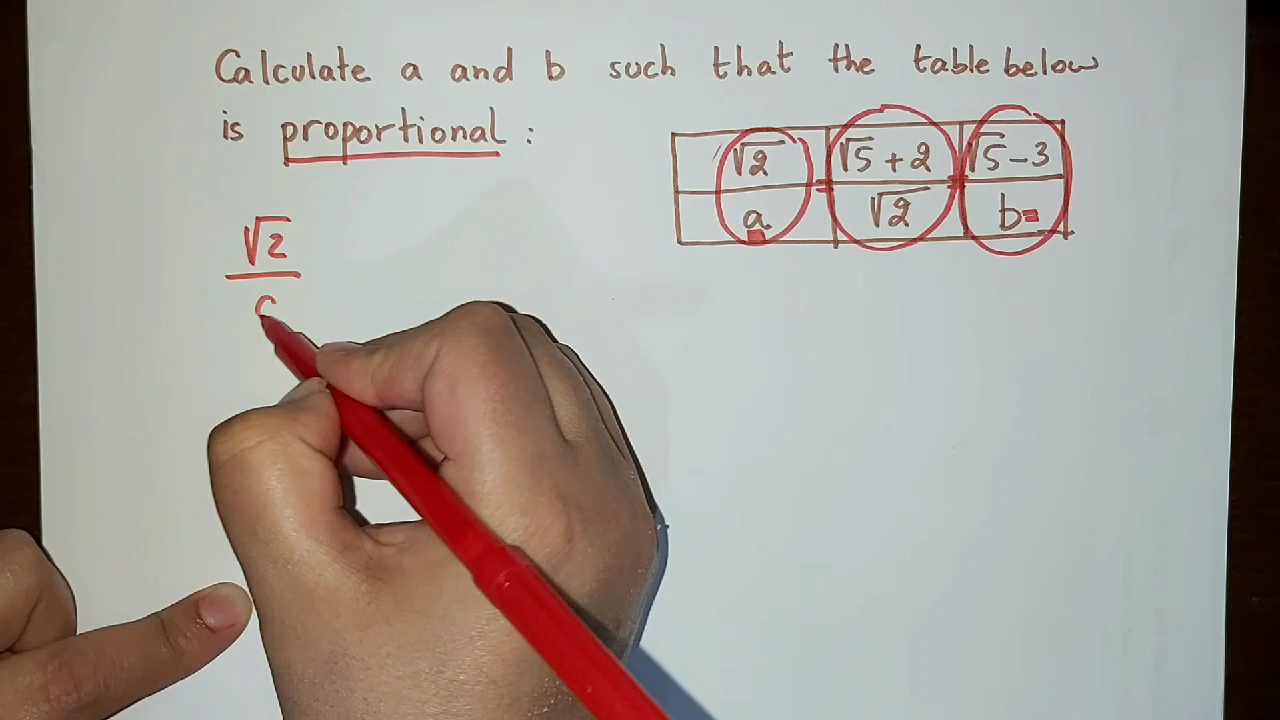 Calculate a and b such that the table below
is proportional :
√2 √5 + 2 √5 - 3
a √2 b
√2